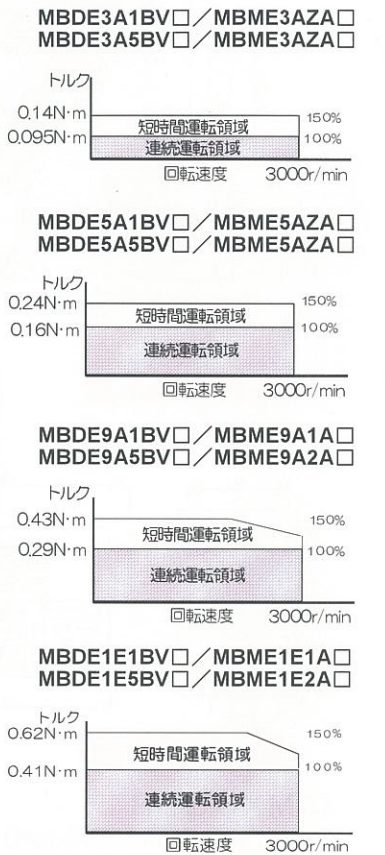 MBDE3A1BV□/MBME3AZA□
MBDE3A5BV□/MBME3AZA□
トルク
0.14N·m
150%
短時間運転領域
0.095N·m
100%
連続運転領域
回転速度 3000r/min
MBDE5A1BV□/MBME5AZA□
MBDE5A5BV□/MBME5AZA□
トルク
0.24N·m
150%
短時間運転領域
0.16N·m
100%
連続運転領域
回転速度 3000r/min
MBDE9A1BV□/MBME9A1A□
MBDE9A5BV□/MBME9A2A□
トルク
0.43N·m
150%
短時間運転領域
0.29N·m
100%
連続運転領域
回転速度 3000r/min
MBDE1E1BV□/MBME1E1A□
MBDE1E5BV□/MBME1E2A□
トルク
0.62N·m
150%
短時間運転領域
0.41N·m
100%
連続運転領域
回転速度 3000r/min